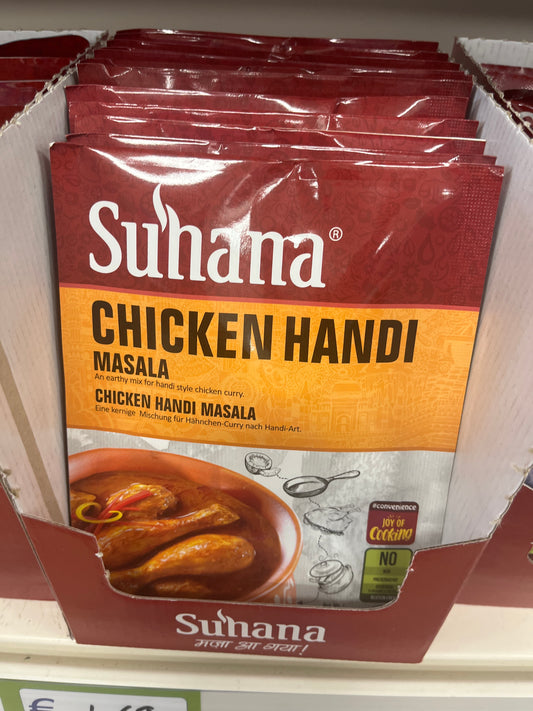 Suhana®
CHICKEN HANDI
MASALA
An earthy mix for handi style chicken curry.
CHICKEN HANDI MASALA
Eine kernige Mischung für Hähnchen-Curry nach Handi-Art.
#convenience
JOY OF
Cooking
NO
PRESERVATIVE
Suhana
मज़ा आ गया!
£